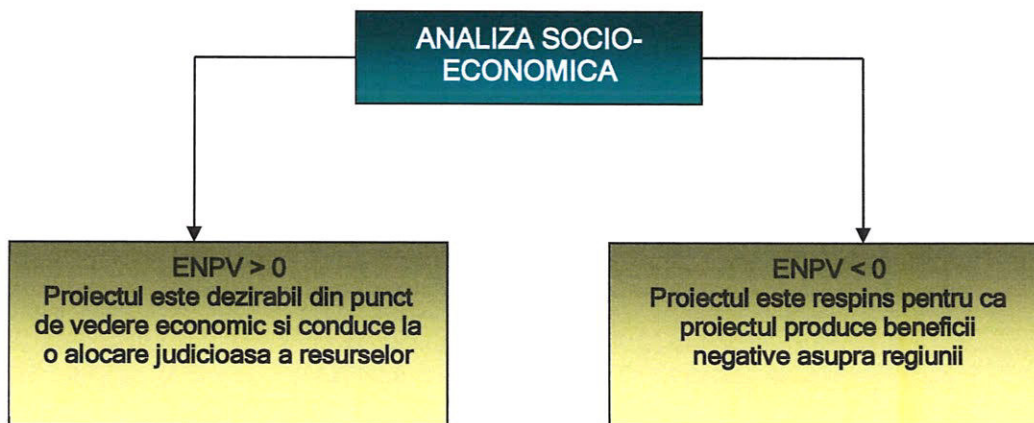 ANALIZA SOCIO-
ECONOMICA
ENPV > 0
Proiectul este dezirabil din punct
de vedere economic si conduce la
o alocare judicioasa a resurselor
ENPV < 0
Proiectul este respins pentru ca
proiectul produce beneficii
negative asupra regiunii